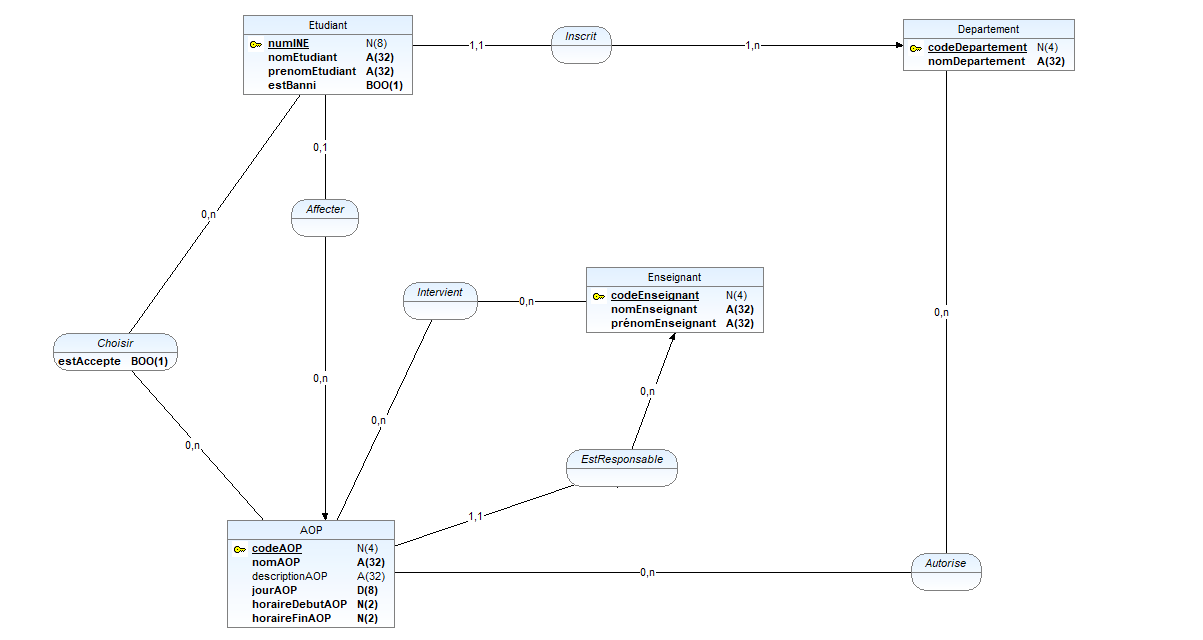 Etudiant
numINE N(8)
nomEtudiant A(32)
prenomEtudiant A(32)
estBanni BOO(1)
1,1
Inscrit
1,n
Departement
codeDepartement N(4)
nomDepartement A(32)
0,1
0,n
Affecter
Intervient
0,n
Enseignant
codeEnseignant N(4)
nomEnseignant A(32)
prénomEnseignant A(32)
0,n
Choisir
estAccepte BOO(1)
0,n
0,n
0,n
0,n
EstResponsable
1,1
AOP
codeAOP N(4)
nomAOP A(32)
descriptionAOP A(32)
jourAOP D(8)
horaireDebutAOP N(2)
horaireFinAOP N(2)
0,n
Autorise